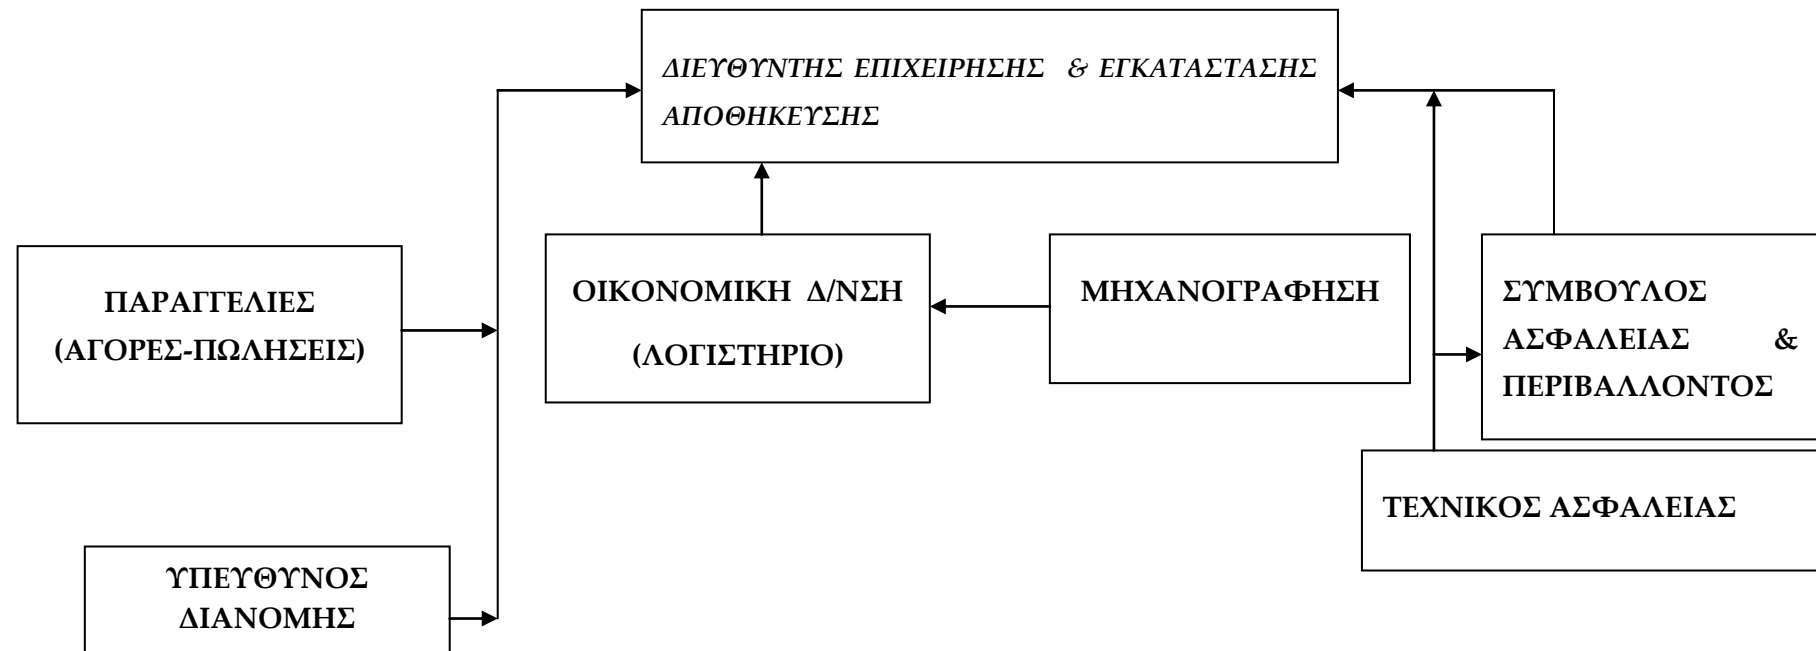 ΔΙΕΥΘΥΝΤΗΣ ΕΠΙΧΕΙΡΗΣΗΣ & ΕΓΚΑΤΑΣΤΑΣΗΣ
ΑΠΟΘΗΚΕΥΣΗΣ
ΠΑΡΑΓΓΕΛΙΕΣ
(ΑΓΟΡΕΣ-ΠΩΛΗΣΕΙΣ)
ΟΙΚΟΝΟΜΙΚΗ Δ/ΝΣΗ
(ΛΟΓΙΣΤΗΡΙΟ)
ΜΗΧΑΝΟΓΡΑΦΗΣΗ
ΣΥΜΒΟΥΛΟΣ
ΑΣΦΑΛΕΙΑΣ &
ΠΕΡΙΒΑΛΛΟΝΤΟΣ
ΤΕΧΝΙΚΟΣ ΑΣΦΑΛΕΙΑΣ
ΥΠΕΥΘΥΝΟΣ
ΔΙΑΝΟΜΗΣ